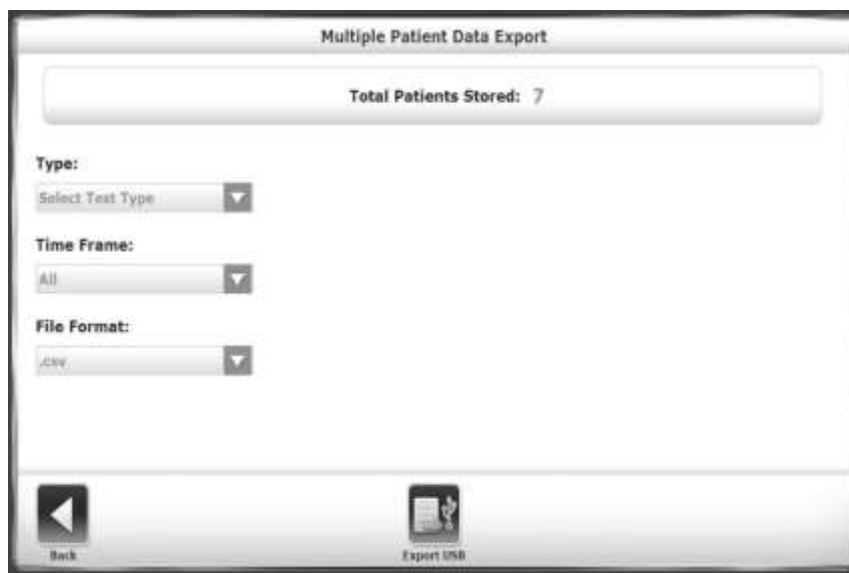 Multiple Patient Data Export
Total Patients Stored: 7
Type:
Select Test Type
Time Frame:
All
File Format:
.csv
Back
Export USB